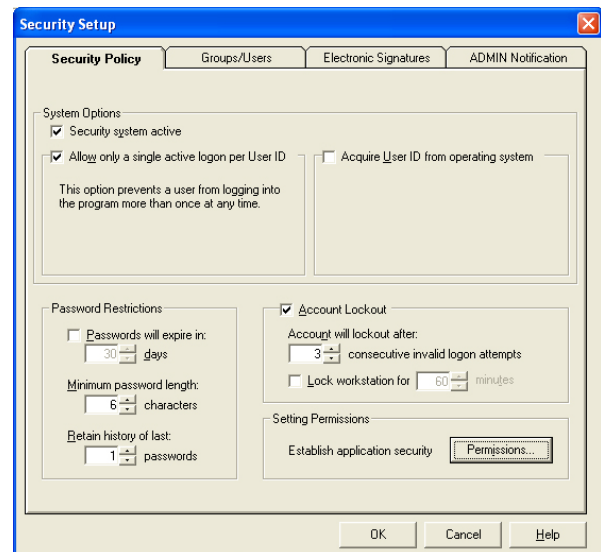 Security Setup
Security Policy
Groups/Users
Electronic Signatures
ADMIN Notification
System Options
Security system active
Allow only a single active logon per User ID
This option prevents a user from logging into
the program more than once at any time.
Acquire User ID from operating system
Password Restrictions
Passwords will expire in:
30 days
Minimum password length:
6 characters
Retain history of last:
1 passwords
Account Lockout
Account will lockout after:
3 consecutive invalid logon attempts
Lock workstation for 60 minutes
Setting Permissions
Establish application security Permissions...
OK
Cancel
Help